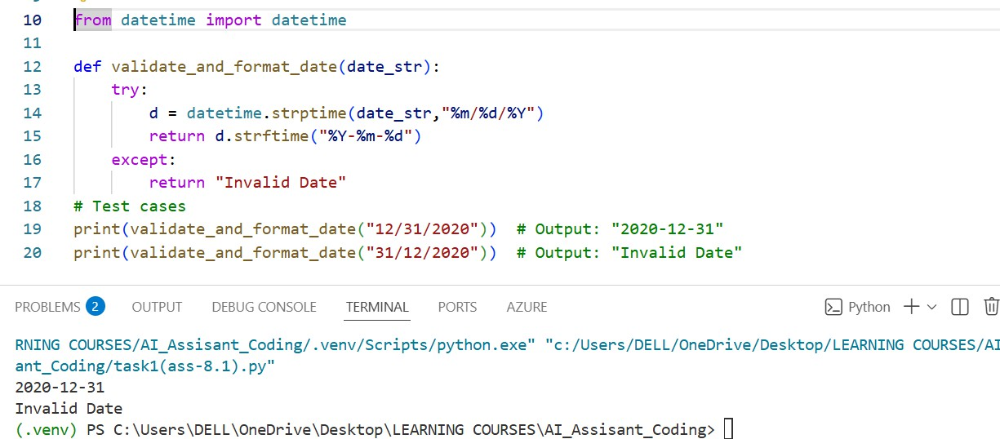 10 from datetime import datetime
11
12 def validate_and_format_date(date_str):
13     try:
14         d = datetime.strptime(date_str,"%m/%d/%Y")
15         return d.strftime("%Y-%m-%d")
16     except:
17         return "Invalid Date"
18 # Test cases
19 print(validate_and_format_date("12/31/2020"))  # Output: "2020-12-31"
20 print(validate_and_format_date("31/12/2020"))  # Output: "Invalid Date"
PROBLEMS 2 OUTPUT DEBUG CONSOLE TERMINAL PORTS AZURE Python
RNING COURSES/AI_Assisant_Coding/.venv/Scripts/python.exe" "c:/Users/DELL/OneDrive/Desktop/LEARNING COURSES/AI
ant_Coding/task1(ass-8.1).py"
2020-12-31
Invalid Date
(.venv) PS C:\Users\DELL\OneDrive\Desktop\LEARNING COURSES\AI_Assisant_Coding>